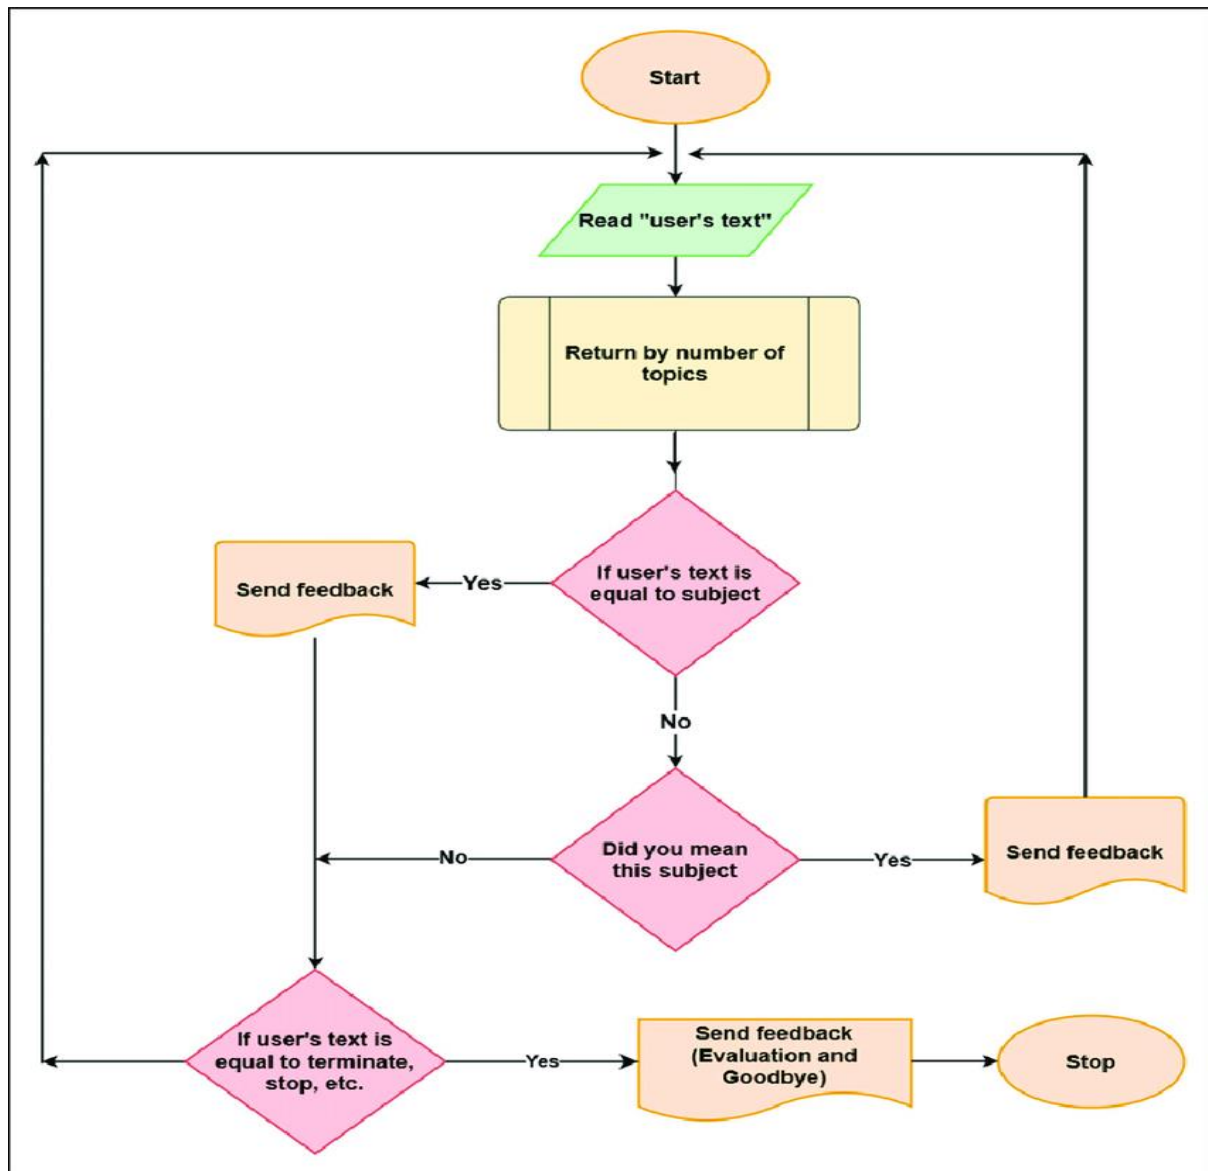 Start
Read "user's text"
Return by number of
topics
If user's text is
equal to subject
Yes
Send feedback
No
Did you mean
this subject
No
Yes
Send feedback
If user's text is
equal to terminate,
stop, etc.
Yes
Send feedback
(Evaluation and
Goodbye)
Stop